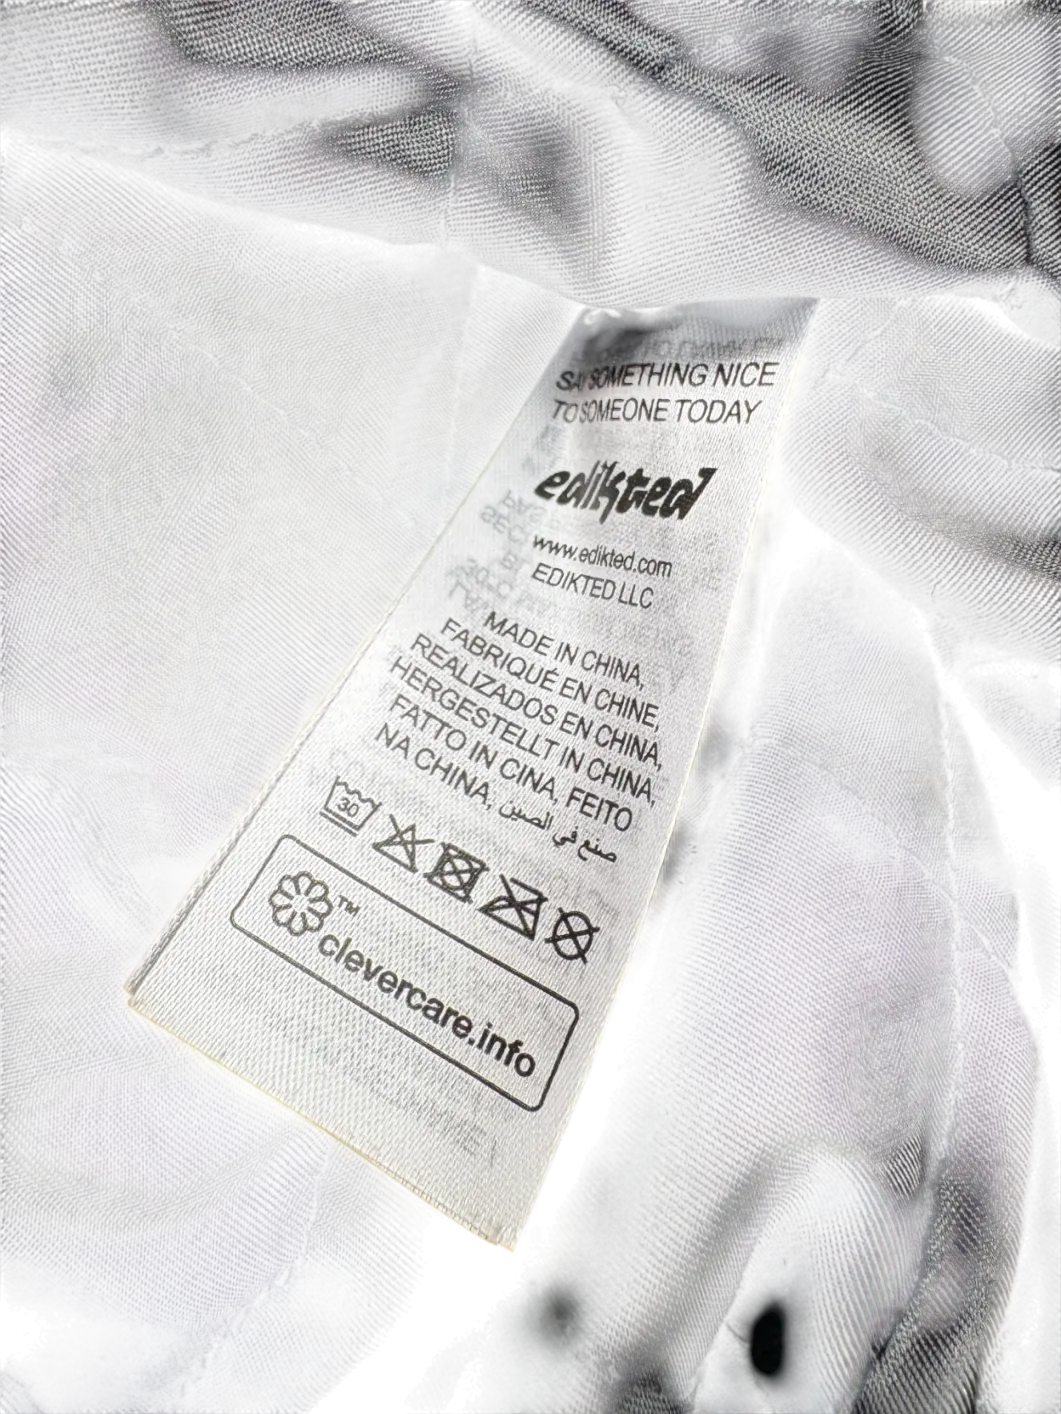 SAY SOMETHING NICE
TO SOMEONE TODAY
edikted
www.edikted.com
EDIKTED LLC
MADE IN CHINA,
FABRIQUÉ EN CHINE,
REALIZADOS EN CHINA,
HERGESTELLT IN CHINA,
FATTO IN CINA, FEITO
NA CHINA, صنع في الصين
30
TM
clevercare.info